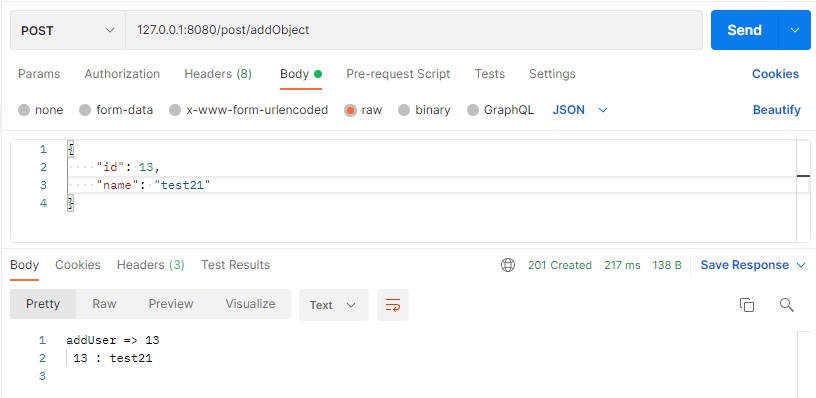 POST 127.0.0.1:8080/post/addObject Send
Params Authorization Headers (8) Body Pre-request Script Tests Settings Cookies
none form-data x-www-form-urlencoded raw binary GraphQL JSON Beautify
1 {
2 "id": 13,
3 "name": "test21"
4 }
Body Cookies Headers (3) Test Results 201 Created 217 ms 138 B Save Response
Pretty Raw Preview Visualize Text
1 addUser => 13
2 13 : test21
3